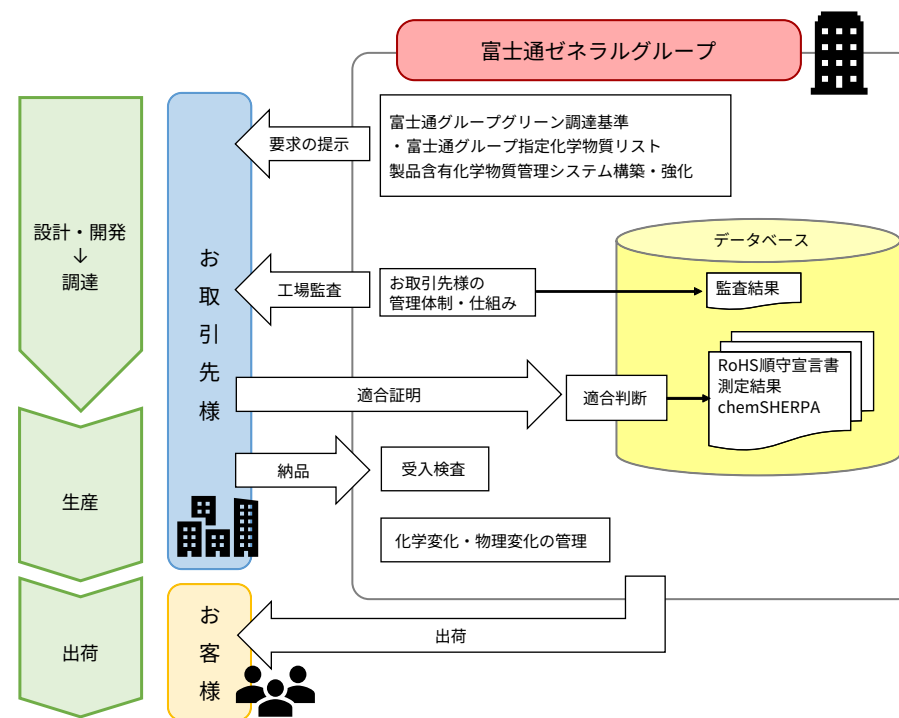 富士通ゼネラルグループ
設計・開発
↓
調達
生産
出荷
お取引先様
お客様
要求の提示
富士通グループグリーン調達基準
・富士通グループ指定化学物質リスト
製品含有化学物質管理システム構築・強化
工場監査
お取引先様の
管理体制・仕組み
データベース
監査結果
適合証明
適合判断
RoHS順守宣言書
測定結果
chemSHERPA
納品
受入検査
化学変化・物理変化の管理
出荷